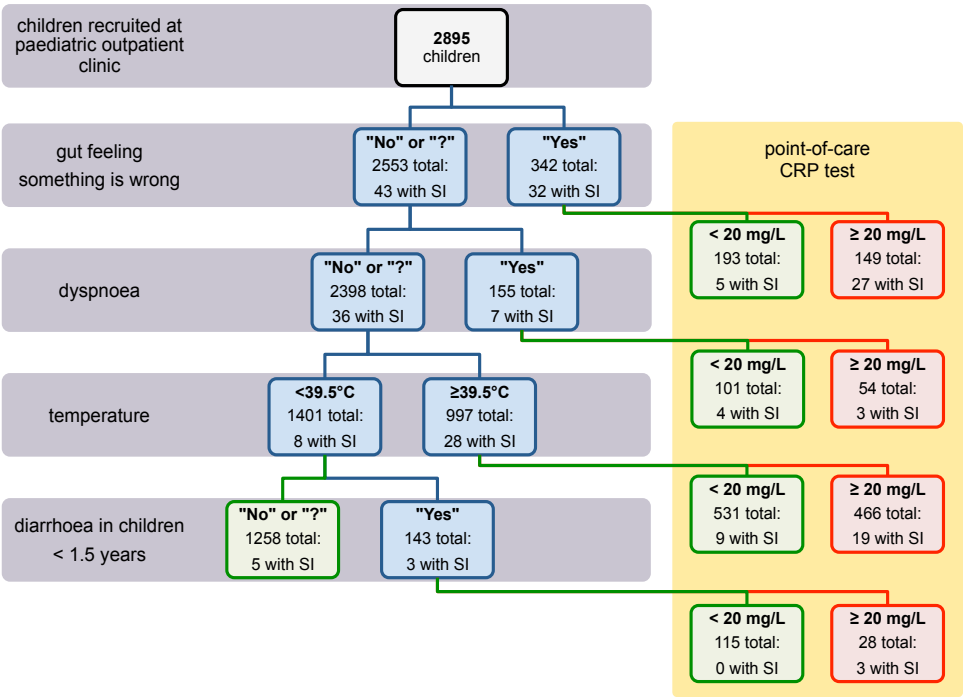 children recruited at
paediatric outpatient
clinic
2895
children
gut feeling
something is wrong
"No" or "?"
2553 total:
43 with SI
"Yes"
342 total:
32 with SI
point-of-care
CRP test
< 20 mg/L
193 total:
5 with SI
≥ 20 mg/L
149 total:
27 with SI
dyspnoea
"No" or "?"
2398 total:
36 with SI
"Yes"
155 total:
7 with SI
< 20 mg/L
101 total:
4 with SI
≥ 20 mg/L
54 total:
3 with SI
temperature
<39.5°C
1401 total:
8 with SI
≥39.5°C
997 total:
28 with SI
< 20 mg/L
531 total:
9 with SI
≥ 20 mg/L
466 total:
19 with SI
diarrhoea in children
< 1.5 years
"No" or "?"
1258 total:
5 with SI
"Yes"
143 total:
3 with SI
< 20 mg/L
115 total:
0 with SI
≥ 20 mg/L
28 total:
3 with SI